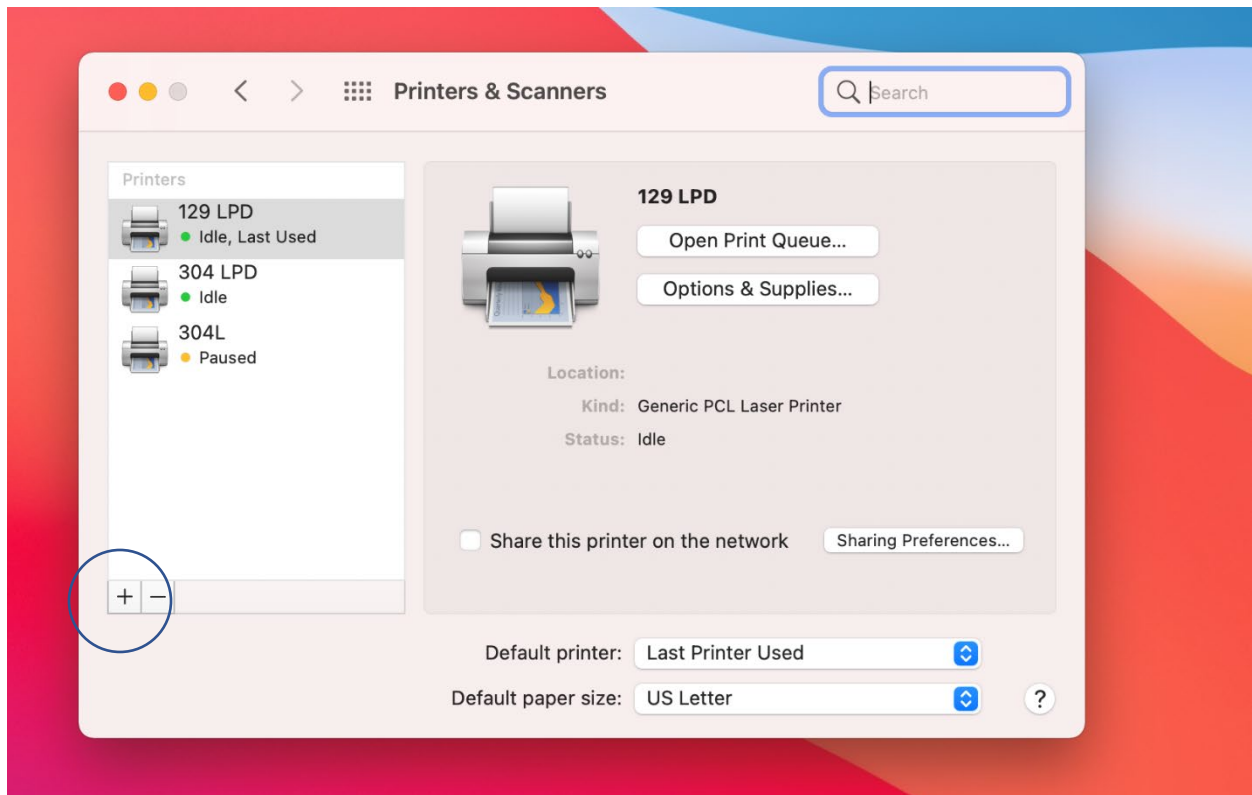 Printers & Scanners
Search
Printers
129 LPD
Idle, Last Used
304 LPD
Idle
304L
Paused
+ −
129 LPD
Open Print Queue...
Options & Supplies...
Location:
Kind: Generic PCL Laser Printer
Status: Idle
Share this printer on the network Sharing Preferences...
Default printer: Last Printer Used
Default paper size: US Letter
?